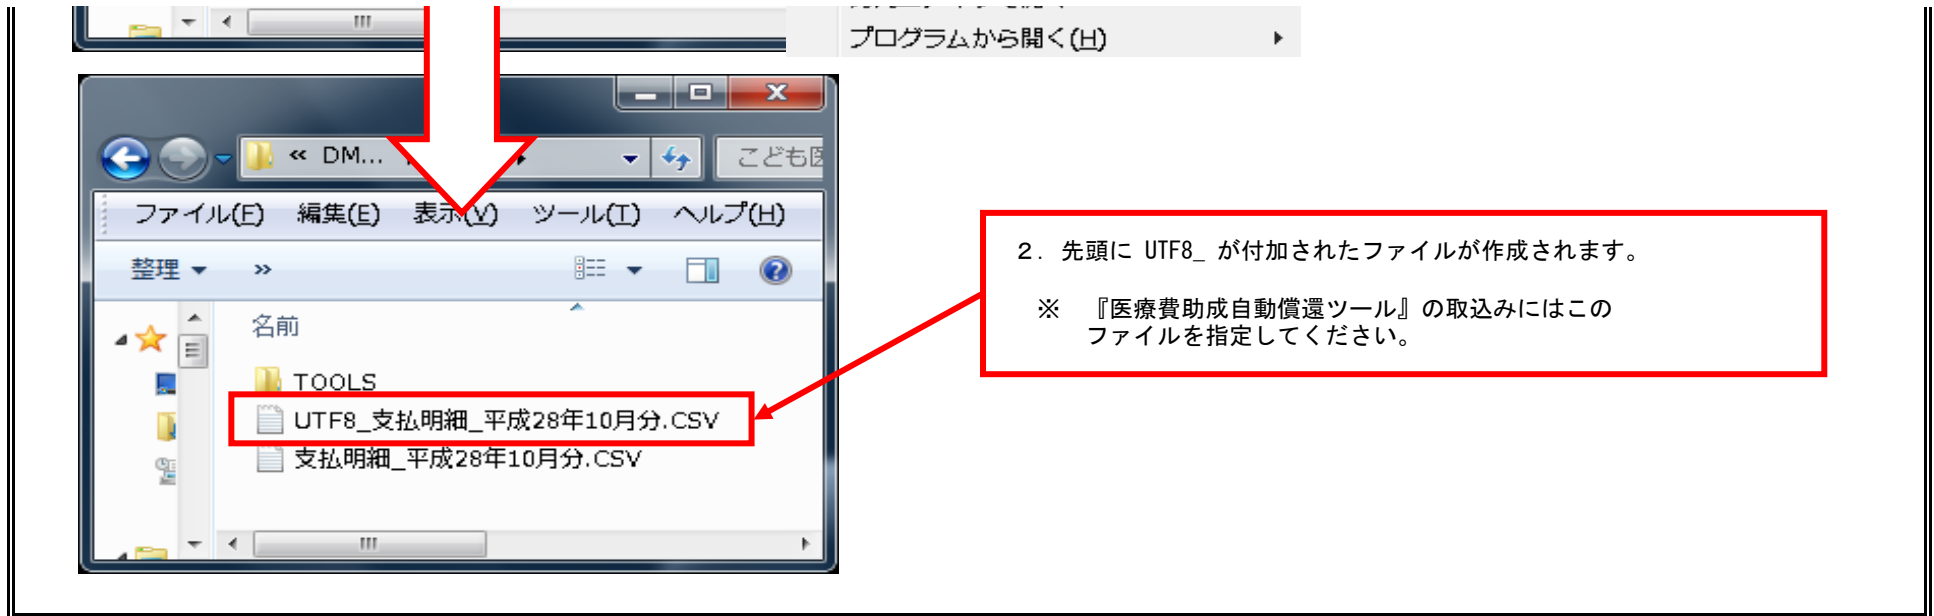 プログラムから開く(H)
« DM...
こども医
ファイル(F) 編集(E) 表示(V) ツール(T) ヘルプ(H)
整理 »
名前
TOOLS
UTF8_支払明細_平成28年10月分.CSV
支払明細_平成28年10月分.CSV
２．先頭に UTF8_ が付加されたファイルが作成されます。
※ 『医療費助成自動償還ツール』の取込みにはこの
ファイルを指定してください。